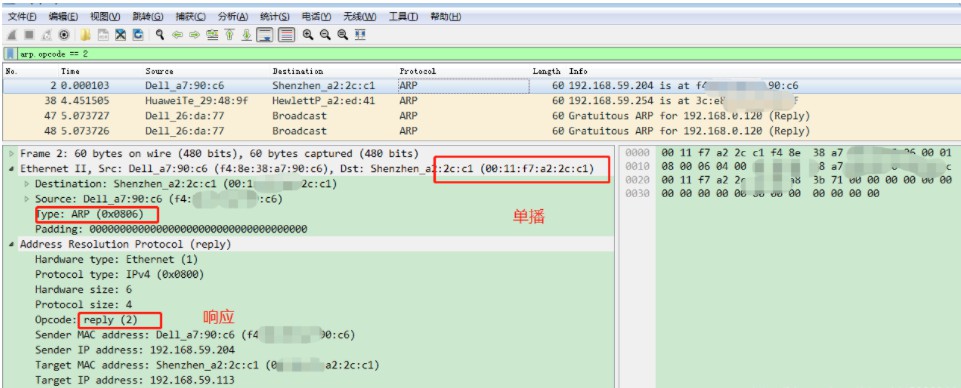 文件(F) 编辑(E) 视图(V) 跳转(G) 捕获(C) 分析(A) 统计(S) 电话(Y) 无线(W) 工具(T) 帮助(H)
arp.opcode == 2
No. Time Source Destination Protocol Length Info
2 0.000103 Dell_a7:90:c6 Shenzhen_a2:2c:c1 ARP 60 192.168.59.204 is at f4 90:c6
38 4.451505 HuaweiTe_29:48:9f HewlettP_a2:ed:41 ARP 60 192.168.59.254 is at 3c:e8 f
47 5.073727 Dell_26:da:77 Broadcast ARP 60 Gratuitous ARP for 192.168.0.120 (Reply)
48 5.073726 Dell_26:da:77 Broadcast ARP 60 Gratuitous ARP for 192.168.0.120 (Reply)
Frame 2: 60 bytes on wire (480 bits), 60 bytes captured (480 bits)
Ethernet II, Src: Dell_a7:90:c6 (f4:8e:38:a7:90:c6), Dst: Shenzhen_a2:2c:c1 (00:11:f7:a2:2c:c1)
Destination: Shenzhen_a2:2c:c1 (00:1 2c:c1)
Source: Dell_a7:90:c6 (f4: :c6)
Type: ARP (0x0806)
单播
Padding: 000000000000000000000000000000000000
Address Resolution Protocol (reply)
Hardware type: Ethernet (1)
Protocol type: IPv4 (0x0800)
Hardware size: 6
Protocol size: 4
Opcode: reply (2)
响应
Sender MAC address: Dell_a7:90:c6 (f4 90:c6)
Sender IP address: 192.168.59.204
Target MAC address: Shenzhen_a2:2c:c1 (0 a2:2c:c1)
Target IP address: 192.168.59.113
0000 00 11 f7 a2 2c c1 f4 8e 38 a7 06 00 01
0010 08 00 06 04 00 8 a7 c
0020 00 11 f7 a2 2c a8 3b 71 00 00 00 00 00 00
0030 00 00 00 00 00 00 00 00 00 00 00 00